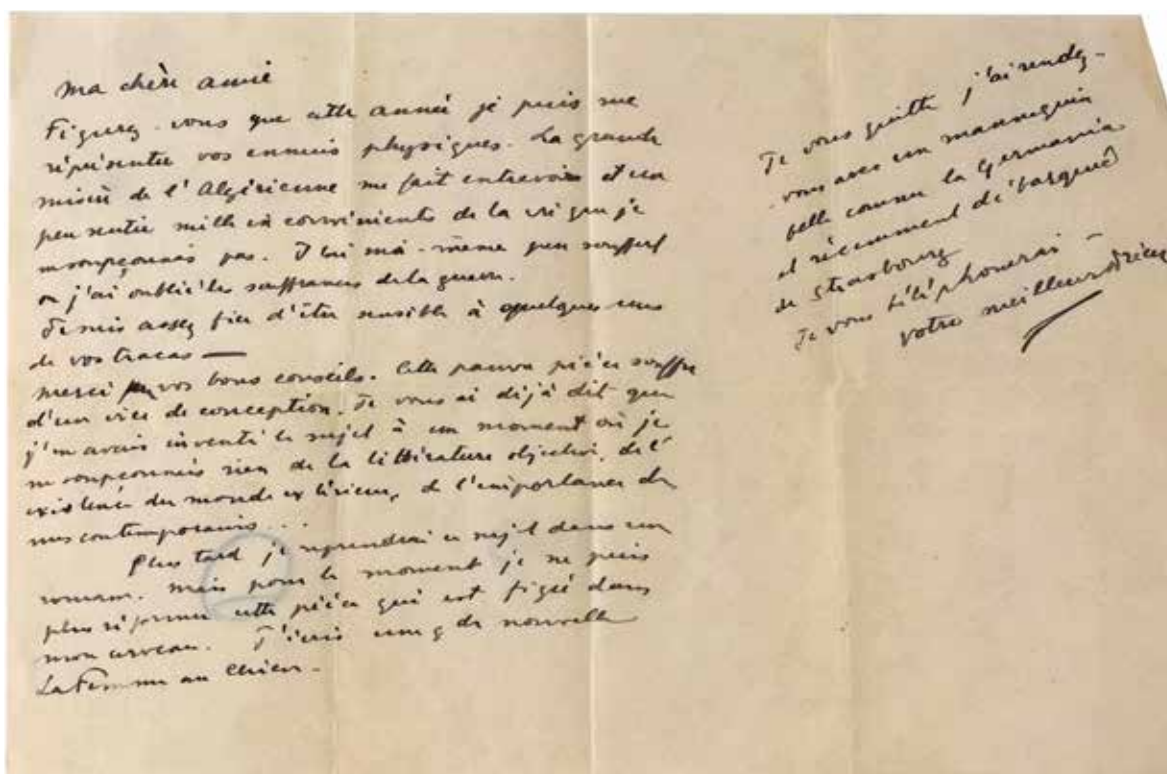 Ma chère amie
Figurez-vous que cette année je puis me
représenter vos ennuis physiques. La grande
misère de l'Algérienne me fait entrevoir et un
peu sentir mille inconvénients de la vie que je
ne soupçonnais pas. J'ai moi-même peu souffert
ou j'ai oublié les souffrances de la guerre.
Je suis assez fier d'être sensible à quelques uns
de vos tracas —
Merci pour vos bons conseils. Cette pauvre pièce souffre
d'un vice de conception. Je vous ai déjà dit que
j'en avais inventé le sujet à un moment où je
ne soupçonnais rien de la littérature objective, de l'
existence du monde extérieur, de l'importance de
mes contemporains...
Plus tard je reprendrai ce sujet dans un
roman. Mais pour le moment je ne puis
plus reprendre cette pièce qui est figée dans
mon cerveau. J'écris une gde nouvelle
La Femme au Chien.
Je vous quitte j'ai rendez-
vous avec un mannequin
belle comme la Germania
et récemment débarquée
de Strasbourg
Je vous téléphonerai —
votre meilleur Drieu